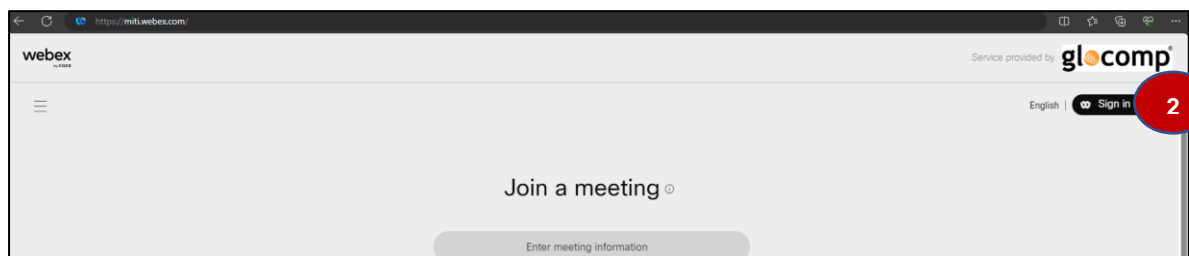 https://miti.webex.com/
webex
by CISCO
Service provided by glocomp
English | Sign in
2
Join a meeting
Enter meeting information